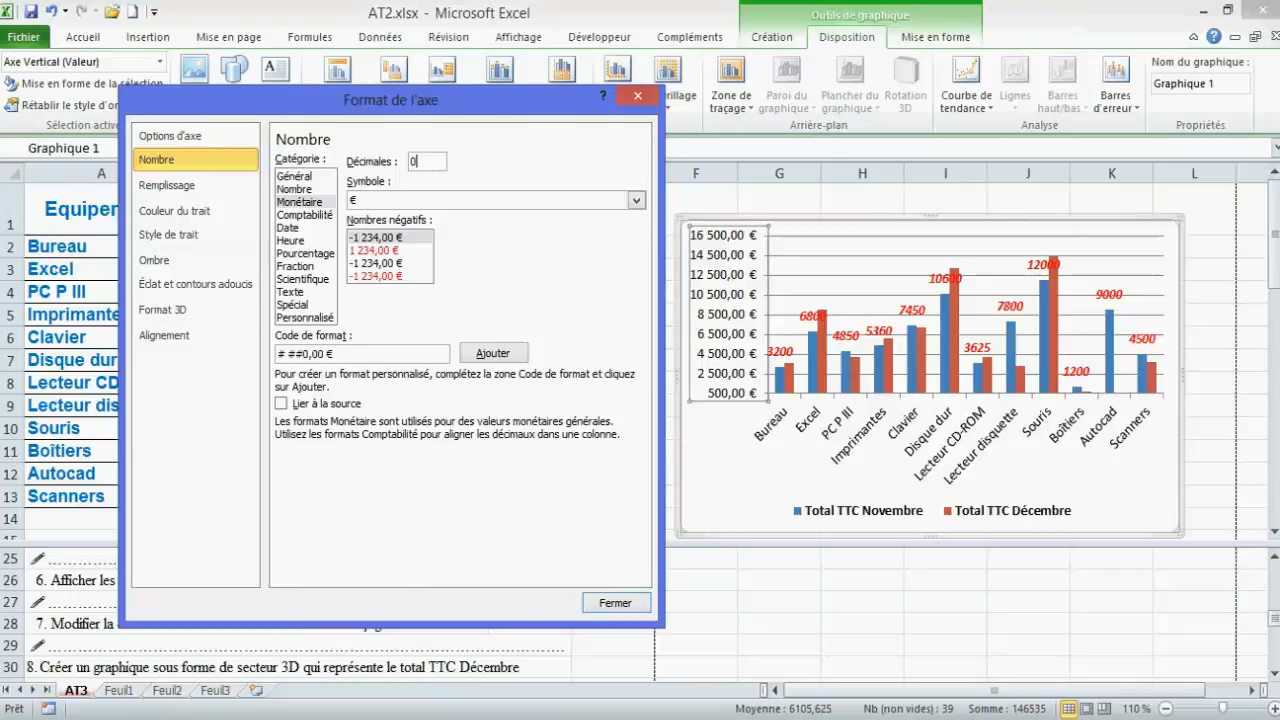 AT2.xlsx - Microsoft Excel
Outils de graphique
Fichier
Accueil
Insertion
Mise en page
Formules
Données
Révision
Affichage
Développeur
Compléments
Création
Disposition
Mise en forme
Axe Vertical (Valeur)
Mise en forme de la sélection
Rétablir le style d'o
Sélection active
Zone de traçage
Paroi du graphique
Plancher du graphique
Rotation 3D
Arrière-plan
Courbe de tendance
Lignes
Barres haut/bas
Barres d'erreur
Analyse
Nom du graphique :
Graphique 1
Propriétés
Graphique 1
A
F
G
H
I
J
K
L
1
Equiper
2 Bureau
3 Excel
4 PC P III
5 Imprimante
6 Clavier
7 Disque dur
8 Lecteur CD
9 Lecteur dis
10 Souris
11 Boîtiers
12 Autocad
13 Scanners
14
25
26 6. Afficher les
27
28 7. Modifier la
29
30 8. Créer un graphique sous forme de secteur 3D qui représente le total TTC Décembre
Format de l'axe
?
Options d'axe
Nombre
Remplissage
Couleur du trait
Style de trait
Ombre
Éclat et contours adoucis
Format 3D
Alignement
Nombre
Catégorie :
Général
Nombre
Monétaire
Comptabilité
Date
Heure
Pourcentage
Fraction
Scientifique
Texte
Spécial
Personnalisé
Décimales : 0
Symbole :
€
Nombres négatifs :
-1 234,00 €
1 234,00 €
-1 234,00 €
-1 234,00 €
Code de format :
# ##0,00 €
Ajouter
Pour créer un format personnalisé, complétez la zone Code de format et cliquez
sur Ajouter.
Lier à la source
Les formats Monétaire sont utilisés pour des valeurs monétaires générales.
Utilisez les formats Comptabilité pour aligner les décimaux dans une colonne.
Fermer
16 500,00 €
14 500,00 €
12 500,00 €
10 500,00 €
8 500,00 €
6 500,00 €
4 500,00 €
2 500,00 €
500,00 €
3200
6800
4850
5360
7450
10600
3625
7800
12000
1200
9000
4500
Bureau
Excel
PC P III
Imprimantes
Clavier
Disque dur
Lecteur CD-ROM
Lecteur disquette
Souris
Boîtiers
Autocad
Scanners
Total TTC Novembre
Total TTC Décembre
AT3
Feuil1
Feuil2
Feuil3
Prêt
Moyenne : 6105,625
Nb (non vides) : 39
Somme : 146535
110 %